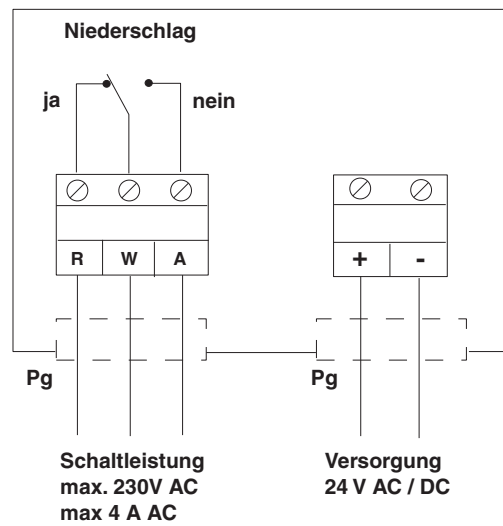 Niederschlag
ja
nein
R W A
+ -
Pg
Pg
Schaltleistung
max. 230V AC
max 4 A AC
Versorgung
24 V AC / DC